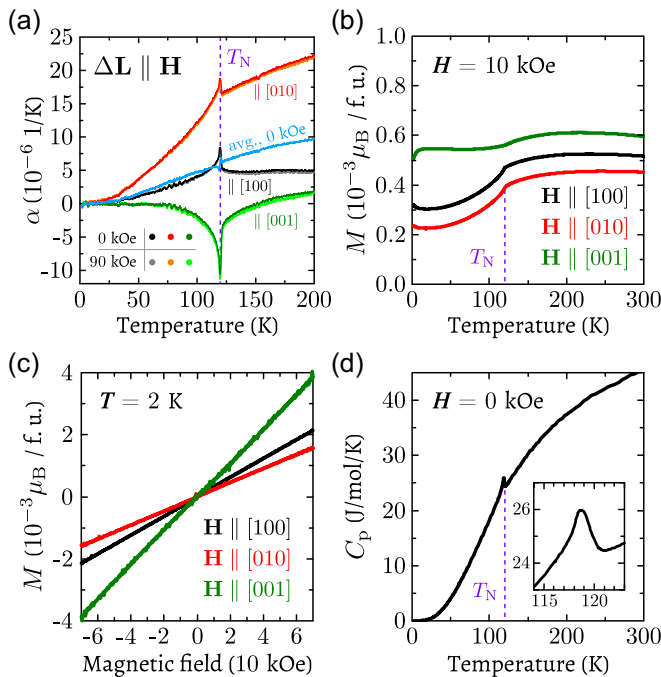 (a)
25
20
15
10
5
0
-5
-10
α (10⁻⁶ 1/K)
ΔL ∥ H
T_N
∥ [010]
avg., 0 kOe
∥ [100]
∥ [001]
0 kOe
90 kOe
0 50 100 150 200
Temperature (K)
(b)
1.0
0.8
0.6
0.4
0.2
0.0
M (10⁻³ μ_B / f. u.)
H = 10 kOe
H ∥ [100]
H ∥ [010]
H ∥ [001]
T_N
0 100 200 300
Temperature (K)
(c)
4
2
0
-2
-4
M (10⁻³ μ_B / f. u.)
T = 2 K
H ∥ [100]
H ∥ [010]
H ∥ [001]
-6 -4 -2 0 2 4 6
Magnetic field (10 kOe)
(d)
40
30
20
10
0
C_p (J/mol/K)
H = 0 kOe
T_N
26
24
115 120
0 100 200 300
Temperature (K)